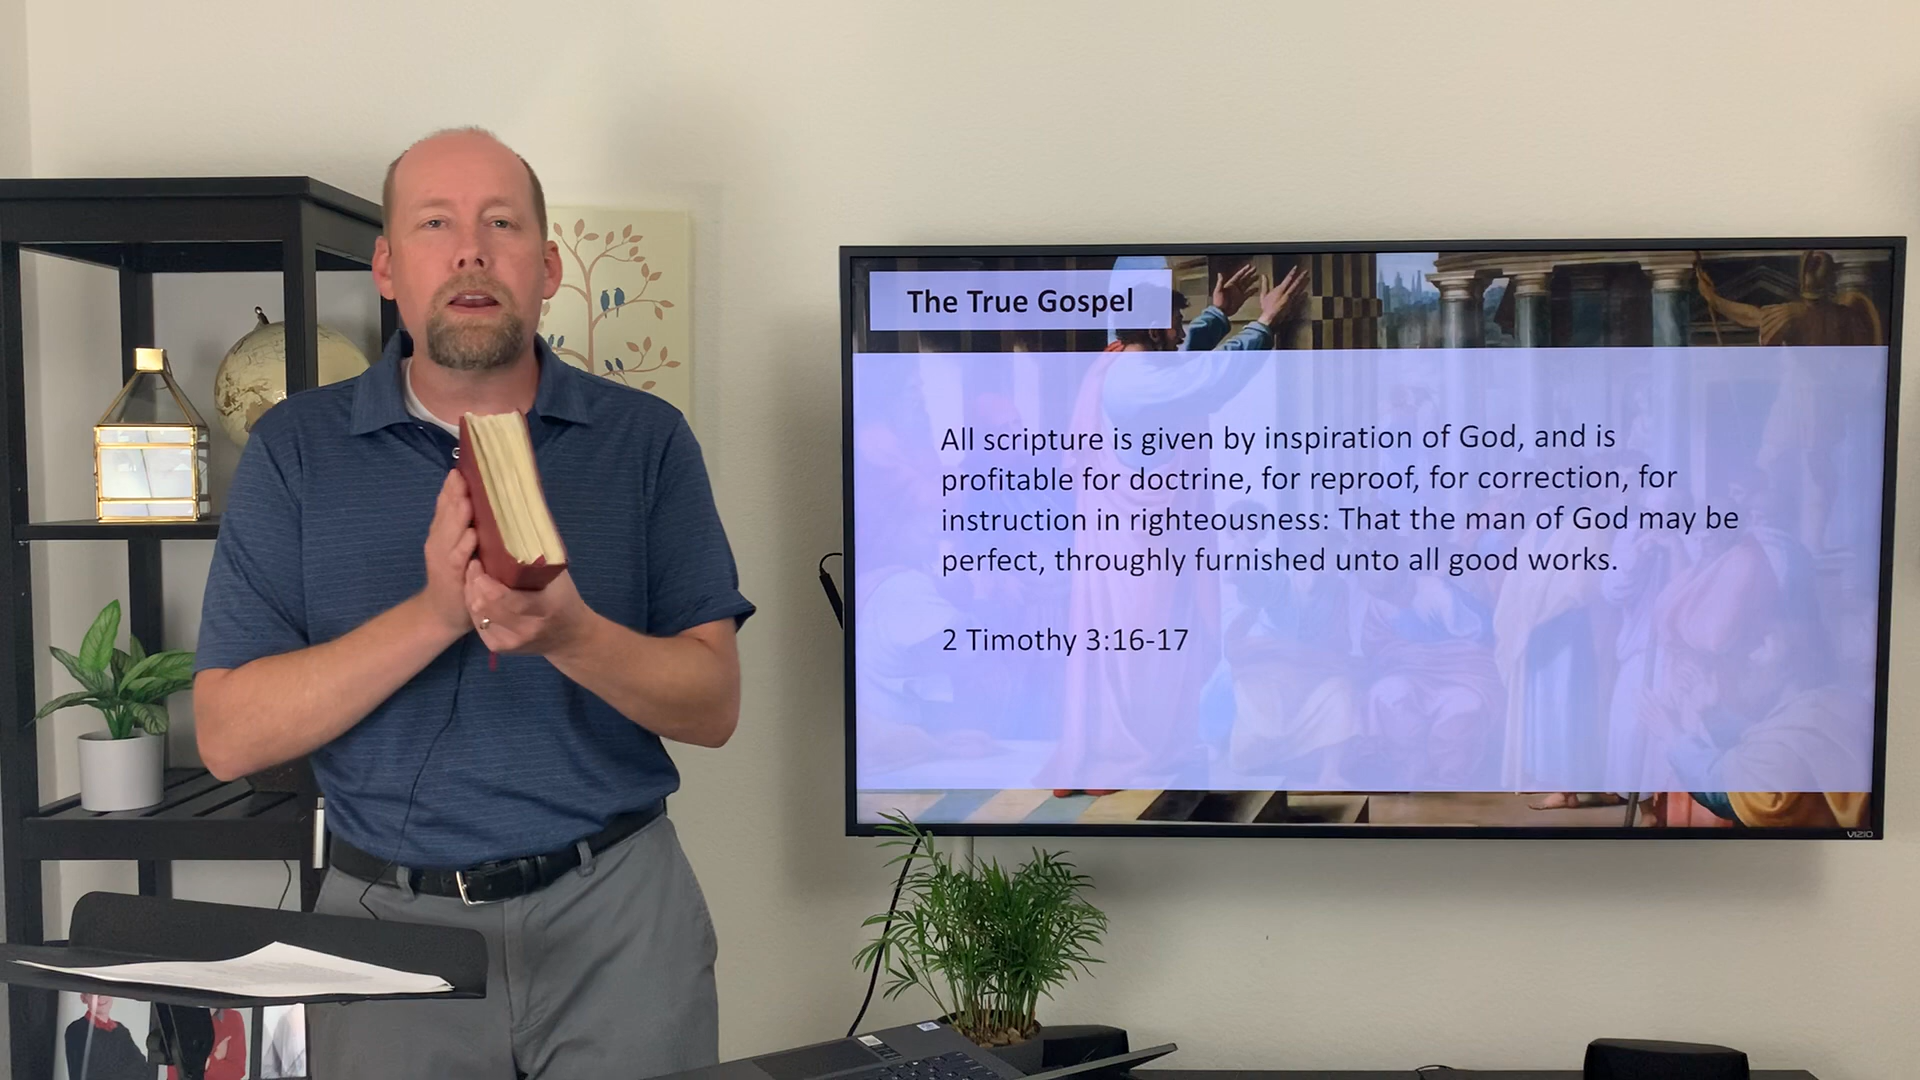 The True Gospel
All scripture is given by inspiration of God, and is
profitable for doctrine, for reproof, for correction, for
instruction in righteousness: That the man of God may be
perfect, throughly furnished unto all good works.
2 Timothy 3:16-17
VIZIO